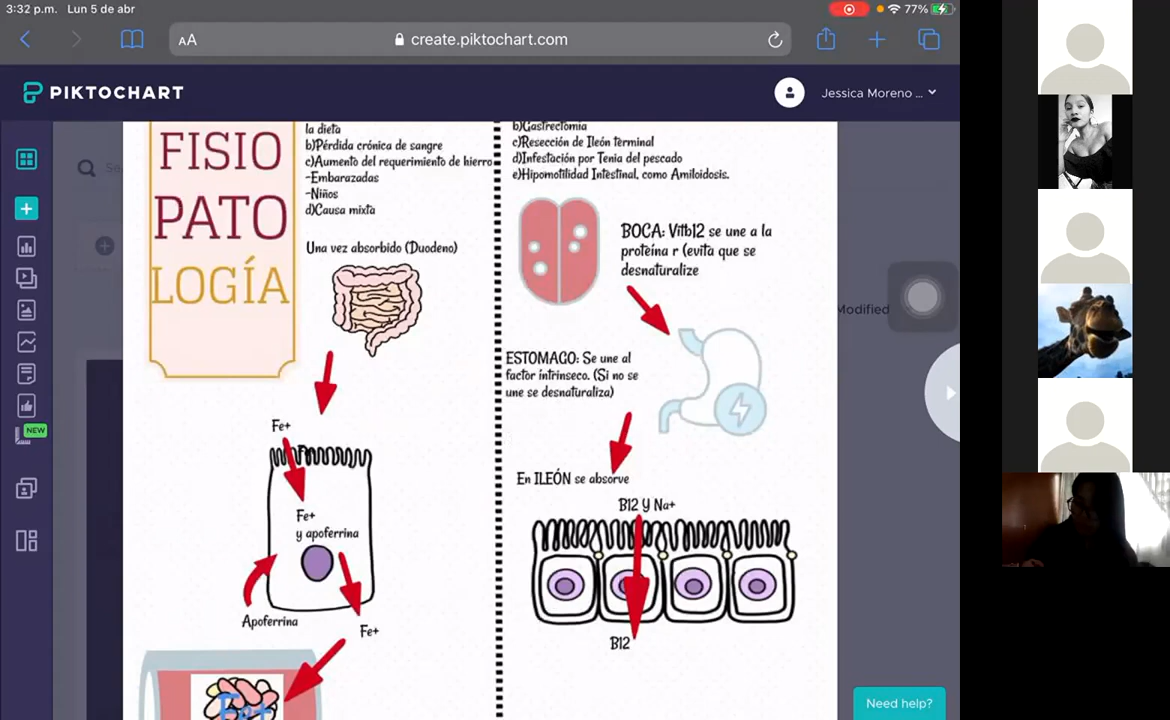 3:32 p.m. Lun 5 de abr
77%
AA
create.piktochart.com
PIKTOCHART
Jessica Moreno ...
Se
Modified
NEW
FISIO
PATO
LOGÍA
la dieta
b)Pérdida crónica de sangre
c)Aumento del requerimiento de hierro
-Embarazadas
-Niños
d)Causa mixta
Una vez absorbido (Duodeno)
Fe+
Fe+
y apoferrina
Apoferrina
Fe+
Fe+
b)Gastrectomía
c)Resección de Ileón terminal
d)Infestación por Tenia del pescado
e)Hipomotilidad Intestinal, como Amiloidosis.
BOCA: Vitb12 se une a la
proteína r (evita que se
desnaturalize
ESTOMAGO: Se une al
factor intrinseco. (Si no se
une se desnaturaliza)
En ILEÓN se absorve
B12 Y Na+
B12
Need help?